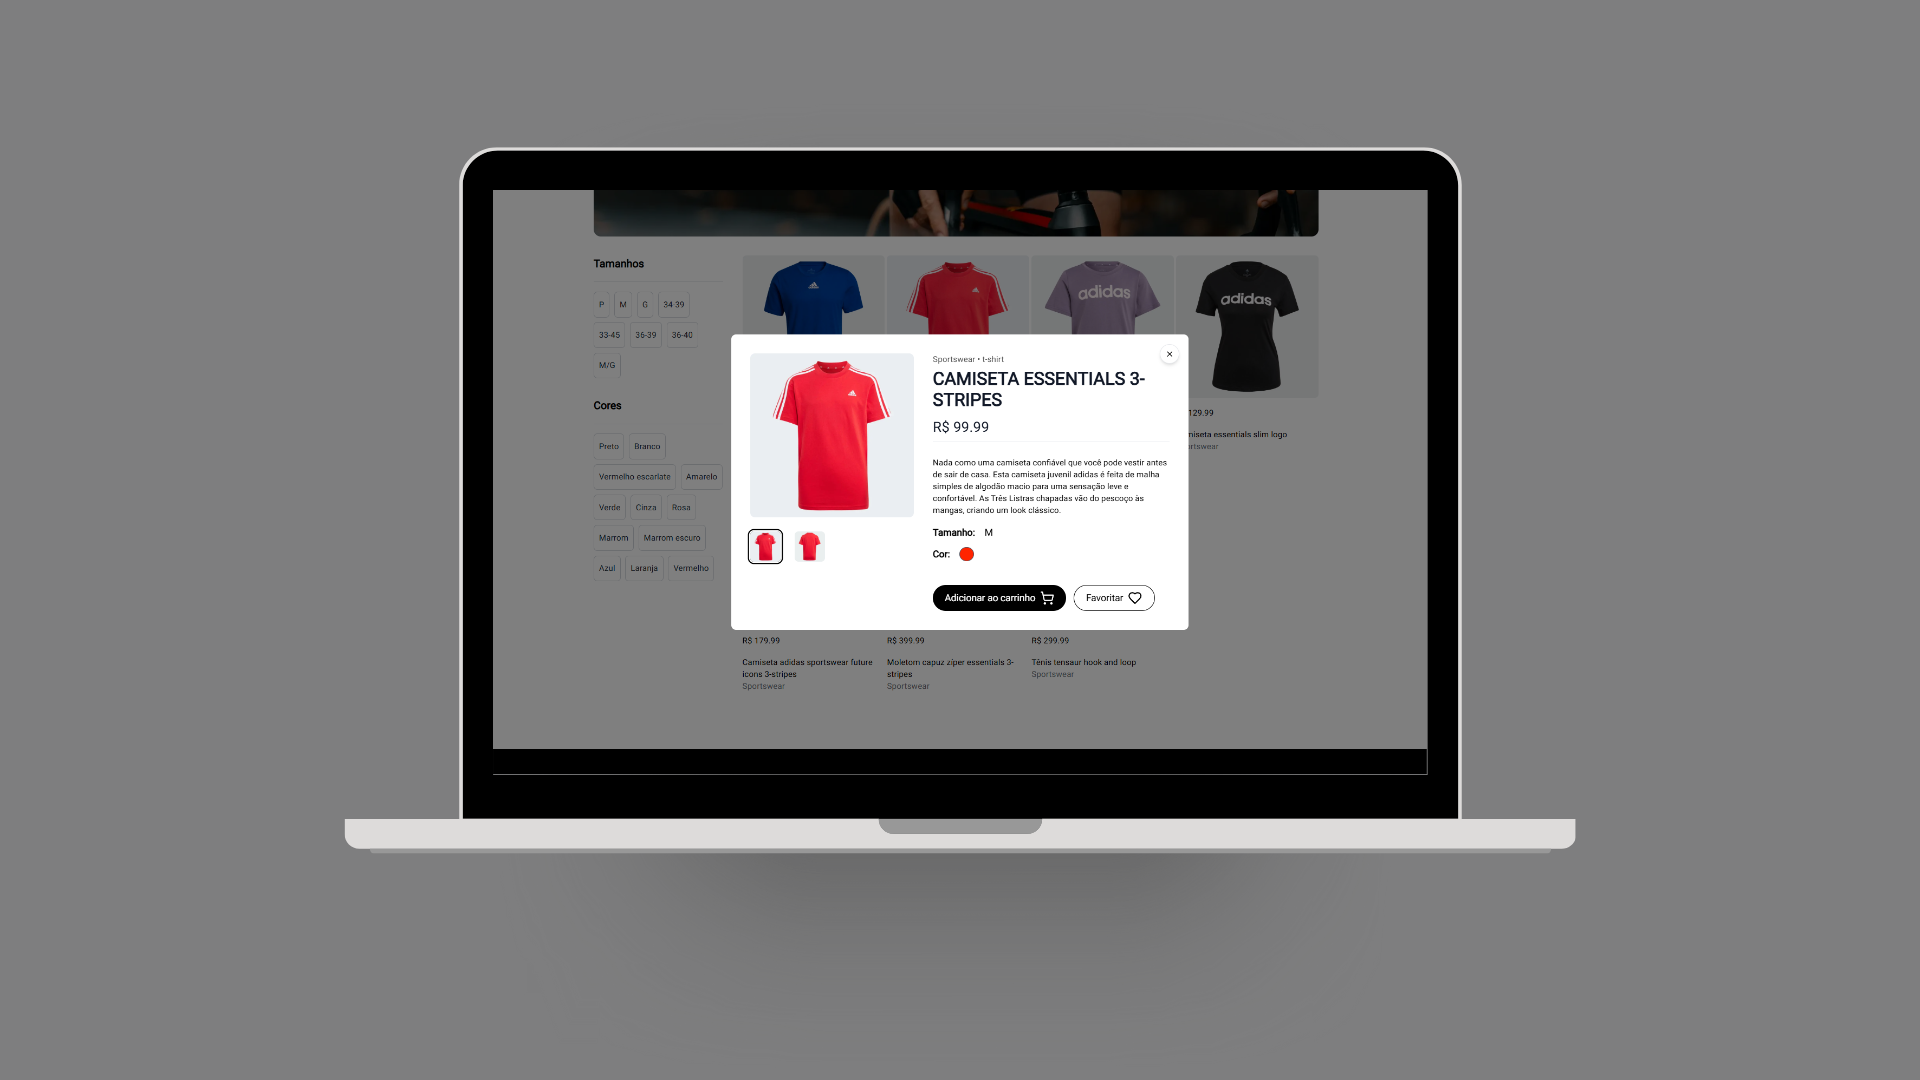 Tamanhos
P M G 34-39
33-45 36-39 36-40
M/G
Cores
Preto Branco
Vermelho escarlate Amarelo
Verde Cinza Rosa
Marrom Marrom escuro
Azul Laranja Vermelho
adidas
adidas
Sportswear • t-shirt
CAMISETA ESSENTIALS 3-
STRIPES
R$ 99.99
Nada como uma camiseta confiável que você pode vestir antes
de sair de casa. Esta camiseta juvenil adidas é feita de malha
simples de algodão macio para uma sensação leve e
confortável. As Três Listras chapadas vão do pescoço às
mangas, criando um look clássico.
Tamanho: M
Cor:
Adicionar ao carrinho
Favoritar
129.99
miseta essentials slim logo
ortswear
R$ 179.99
Camiseta adidas sportswear future
icons 3-stripes
Sportswear
R$ 399.99
Moletom capuz zíper essentials 3-
stripes
Sportswear
R$ 299.99
Tênis tensaur hook and loop
Sportswear